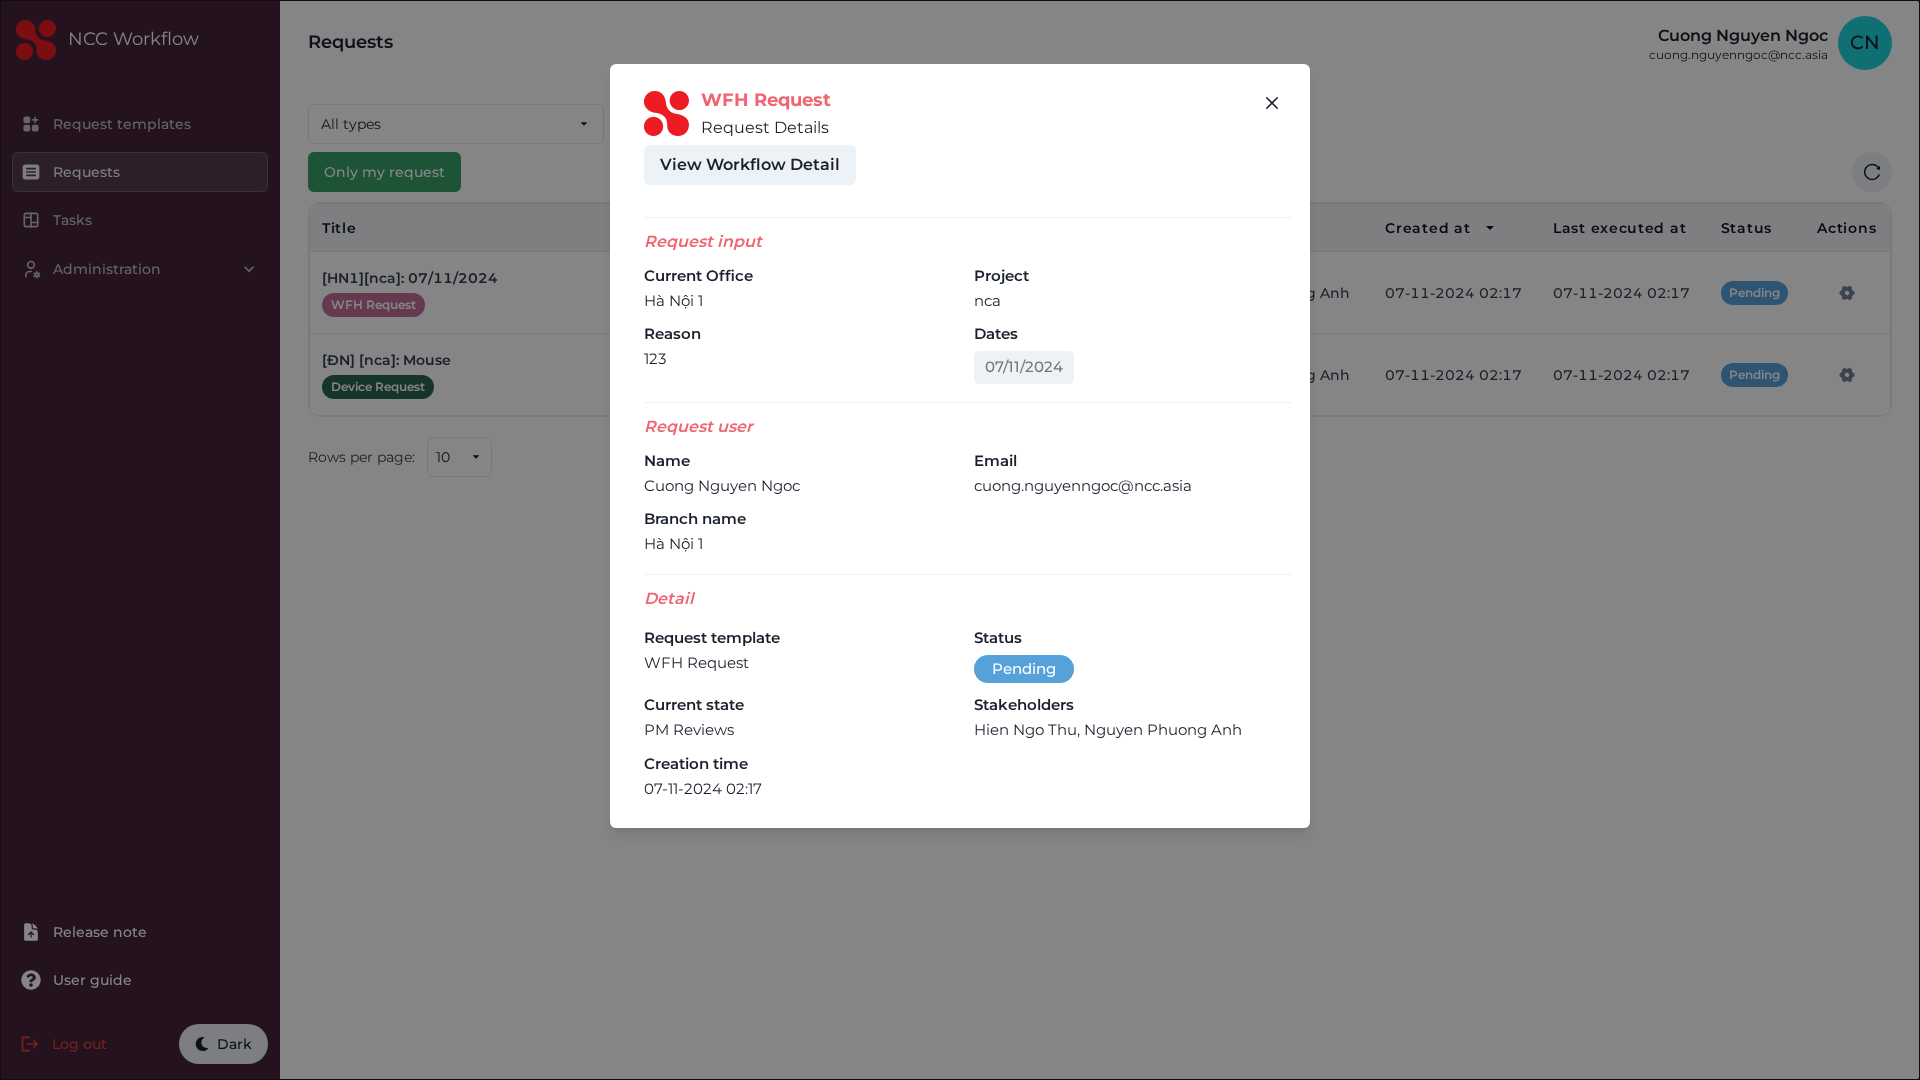 NCC Workflow
Request templates
Requests
Tasks
Administration
Release note
User guide
Log out
Dark
Requests
Cuong Nguyen Ngoc
cuong.nguyenngoc@ncc.asia
CN
All types
Only my request
Title
Created at
Last executed at
Status
Actions
[HN1][nca]: 07/11/2024
WFH Request
Anh
07-11-2024 02:17
07-11-2024 02:17
Pending
[ĐN] [nca]: Mouse
Device Request
Anh
07-11-2024 02:17
07-11-2024 02:17
Pending
Rows per page:
10
WFH Request
Request Details
View Workflow Detail
Request input
Current Office
Hà Nội 1
Project
nca
Reason
123
Dates
07/11/2024
Request user
Name
Cuong Nguyen Ngoc
Email
cuong.nguyenngoc@ncc.asia
Branch name
Hà Nội 1
Detail
Request template
WFH Request
Status
Pending
Current state
PM Reviews
Stakeholders
Hien Ngo Thu, Nguyen Phuong Anh
Creation time
07-11-2024 02:17